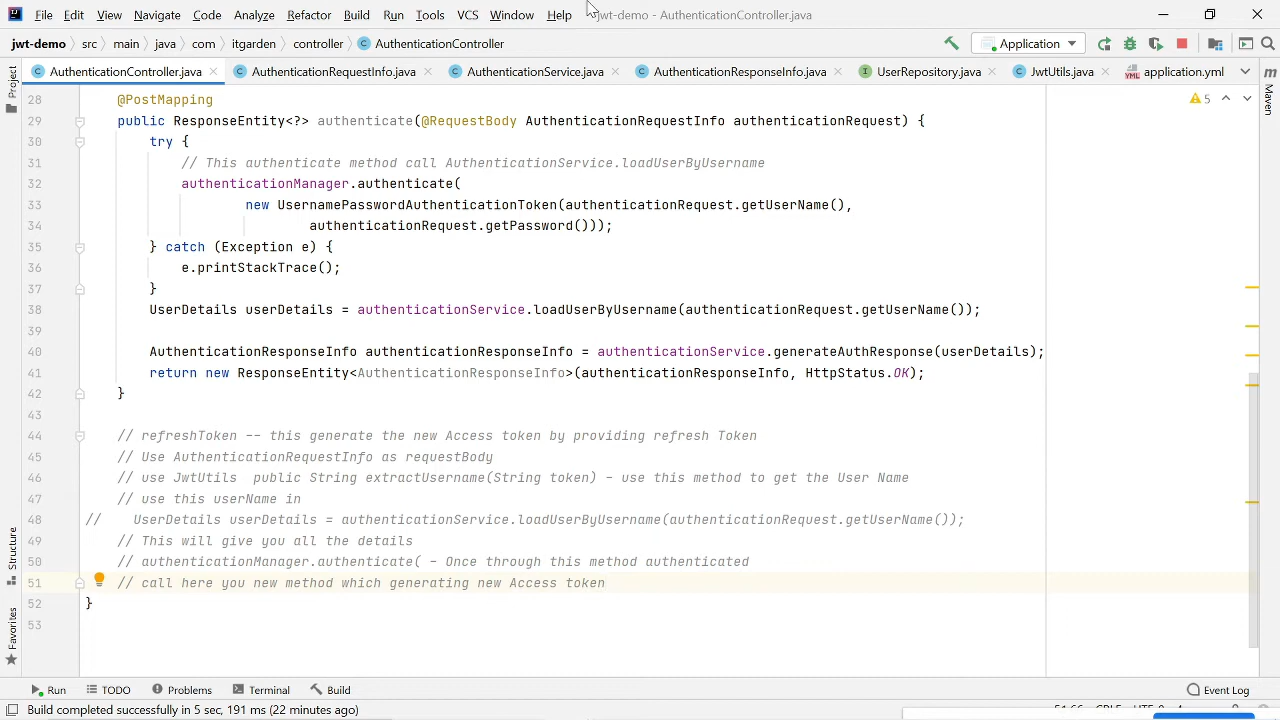 File Edit View Navigate Code Analyze Refactor Build Run Tools VCS Window Help jwt-demo - AuthenticationController.java
jwt-demo src main java com itgarden controller AuthenticationController Application
AuthenticationController.java AuthenticationRequestInfo.java AuthenticationService.java AuthenticationResponseInfo.java UserRepository.java JwtUtils.java application.yml
Project
Maven
5
28 @PostMapping
29 public ResponseEntity<?> authenticate(@RequestBody AuthenticationRequestInfo authenticationRequest) {
30 try {
31 // This authenticate method call AuthenticationService.loadUserByUsername
32 authenticationManager.authenticate(
33 new UsernamePasswordAuthenticationToken(authenticationRequest.getUserName(),
34 authenticationRequest.getPassword()));
35 } catch (Exception e) {
36 e.printStackTrace();
37 }
38 UserDetails userDetails = authenticationService.loadUserByUsername(authenticationRequest.getUserName());
39
40 AuthenticationResponseInfo authenticationResponseInfo = authenticationService.generateAuthResponse(userDetails);
41 return new ResponseEntity<AuthenticationResponseInfo>(authenticationResponseInfo, HttpStatus.OK);
42 }
43
44 // refreshToken -- this generate the new Access token by providing refresh Token
45 // Use AuthenticationRequestInfo as requestBody
46 // use JwtUtils public String extractUsername(String token) - use this method to get the User Name
47 // use this userName in
48 // UserDetails userDetails = authenticationService.loadUserByUsername(authenticationRequest.getUserName());
49 // This will give you all the details
50 // authenticationManager.authenticate( - Once through this method authenticated
51 // call here you new method which generating new Access token
52 }
53
Structure
Favorites
Run TODO Problems Terminal Build Event Log
Build completed successfully in 5 sec, 191 ms (22 minutes ago)